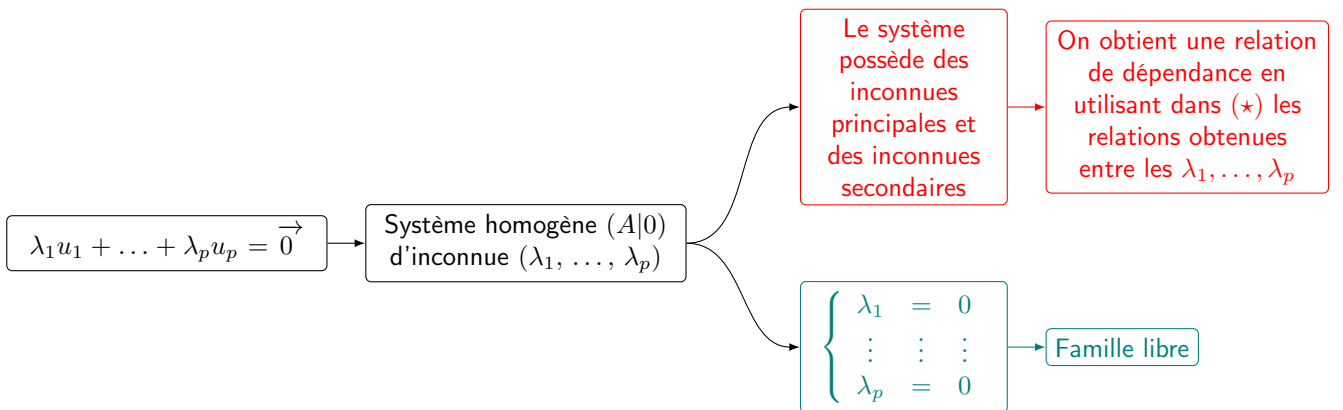 λ₁u₁ + … + λₚuₚ = \overrightarrow{0}
Système homogène (A|0)
d'inconnue (λ₁, …, λₚ)
Le système
possède des
inconnues
principales et
des inconnues
secondaires
On obtient une relation
de dépendance en
utilisant dans (⋆) les
relations obtenues
entre les λ₁, …, λₚ
λ₁ = 0
⋮ ⋮ ⋮
λₚ = 0
Famille libre